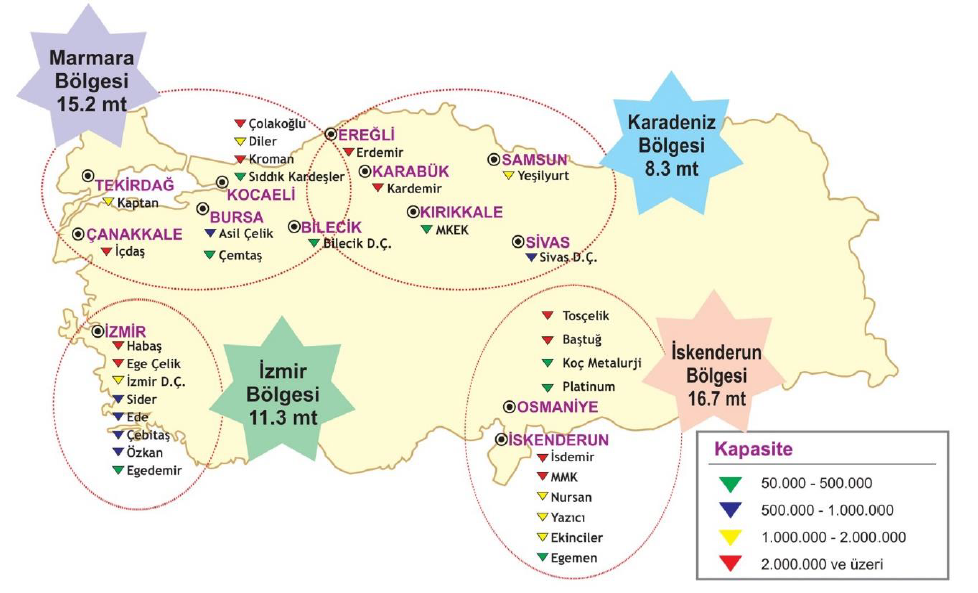 Marmara
Bölgesi
15.2 mt
Karadeniz
Bölgesi
8.3 mt
Çolakoğlu
Diler
Kroman
Sıddık Kardeşler
KOCAELİ
TEKİRDAĞ
Kaptan
BURSA
Asil Çelik
Çemtaş
BİLECİK
Bilecik D.Ç.
ÇANAKKALE
İçdaş
EREĞLİ
Erdemir
KARABÜK
Kardemir
KIRIKKALE
MKEK
SAMSUN
Yeşilyurt
SİVAS
Sivas D.Ç.
İZMİR
Habaş
Ege Çelik
İzmir D.Ç.
Sider
Ede
Çebitaş
Özkan
Egedemir
İzmir
Bölgesi
11.3 mt
Tosçelik
Baştuğ
Koç Metalurji
Platinum
OSMANİYE
İSKENDERUN
İsdemir
MMK
Nursan
Yazıcı
Ekinciler
Egemen
İskenderun
Bölgesi
16.7 mt
Kapasite
50.000 - 500.000
500.000 - 1.000.000
1.000.000 - 2.000.000
2.000.000 ve üzeri